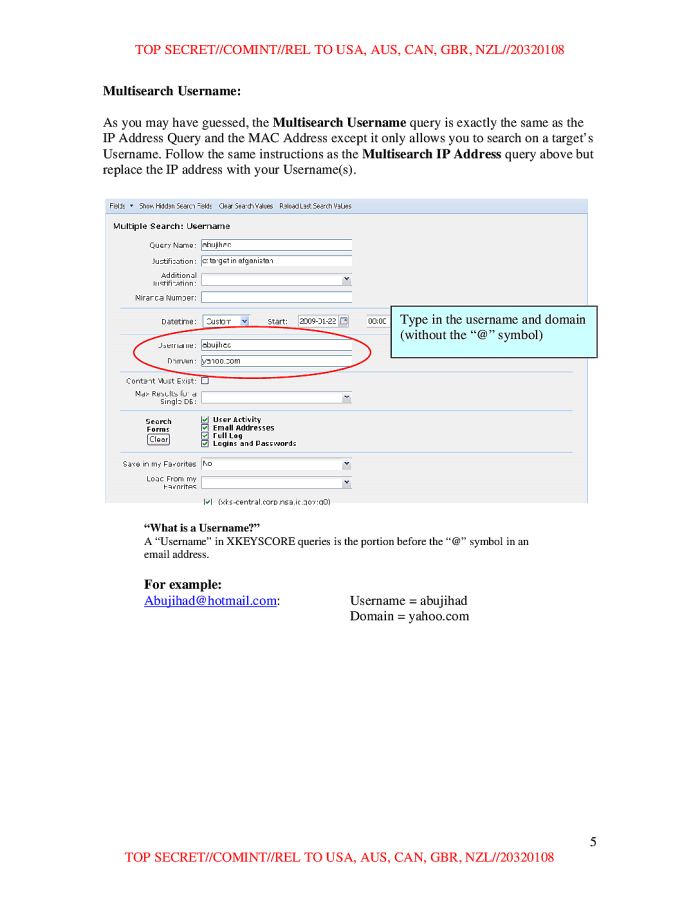 TOP SECRET//COMINT//REL TO USA, AUS, CAN, GBR, NZL//20320108
Multisearch Username:
As you may have guessed, the Multisearch Username query is exactly the same as the
IP Address Query and the MAC Address except it only allows you to search on a target's
Username. Follow the same instructions as the Multisearch IP Address query above but
replace the IP address with your Username(s).
Fields Show Hidden Search Fields Clear Search Values Reload Last Search Values
Multiple Search: Username
Query Name: abujihad
Justification: ct target in afganistan
Additional
Justification:
Miranda Number:
Datetime: Custom Start: 2009-01-22 00:00
Type in the username and domain
(without the "@" symbol)
Username: abujihad
Domain: yahoo.com
Content Must Exist:
Max Results for a
Single DB:
Search
Forms
Clear
User Activity
Email Addresses
Full Log
Logins and Passwords
Save in my Favorites No
Load From my
Favorites
(xks-central.corp.nsa.ic.gov:g0)
"What is a Username?"
A "Username" in XKEYSCORE queries is the portion before the "@" symbol in an
email address.
For example:
Abujihad@hotmail.com: Username = abujihad
Domain = yahoo.com
5
TOP SECRET//COMINT//REL TO USA, AUS, CAN, GBR, NZL//20320108